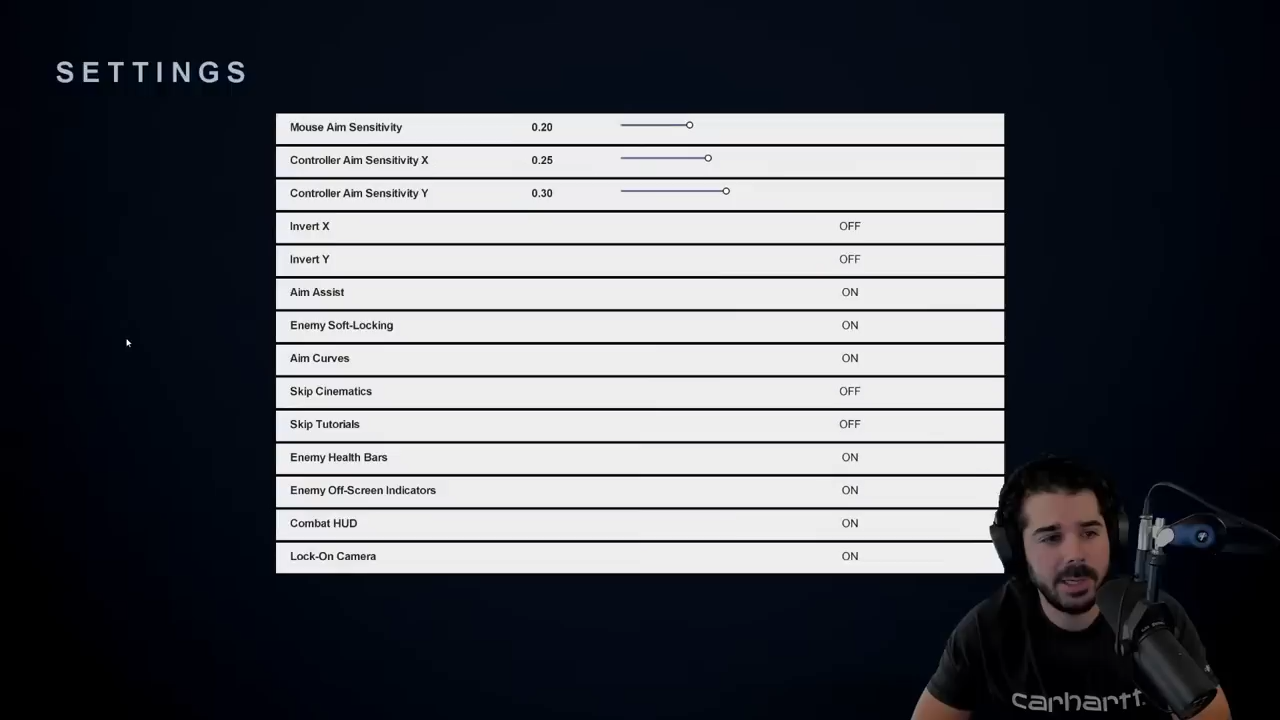 SETTINGS
Mouse Aim Sensitivity 0.20
Controller Aim Sensitivity X 0.25
Controller Aim Sensitivity Y 0.30
Invert X OFF
Invert Y OFF
Aim Assist ON
Enemy Soft-Locking ON
Aim Curves ON
Skip Cinematics OFF
Skip Tutorials OFF
Enemy Health Bars ON
Enemy Off-Screen Indicators ON
Combat HUD ON
Lock-On Camera ON
carhartt